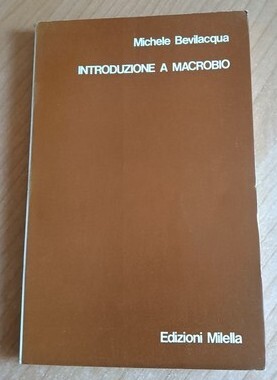 Michele Bevilacqua
INTRODUZIONE A MACROBIO
Edizioni Milella